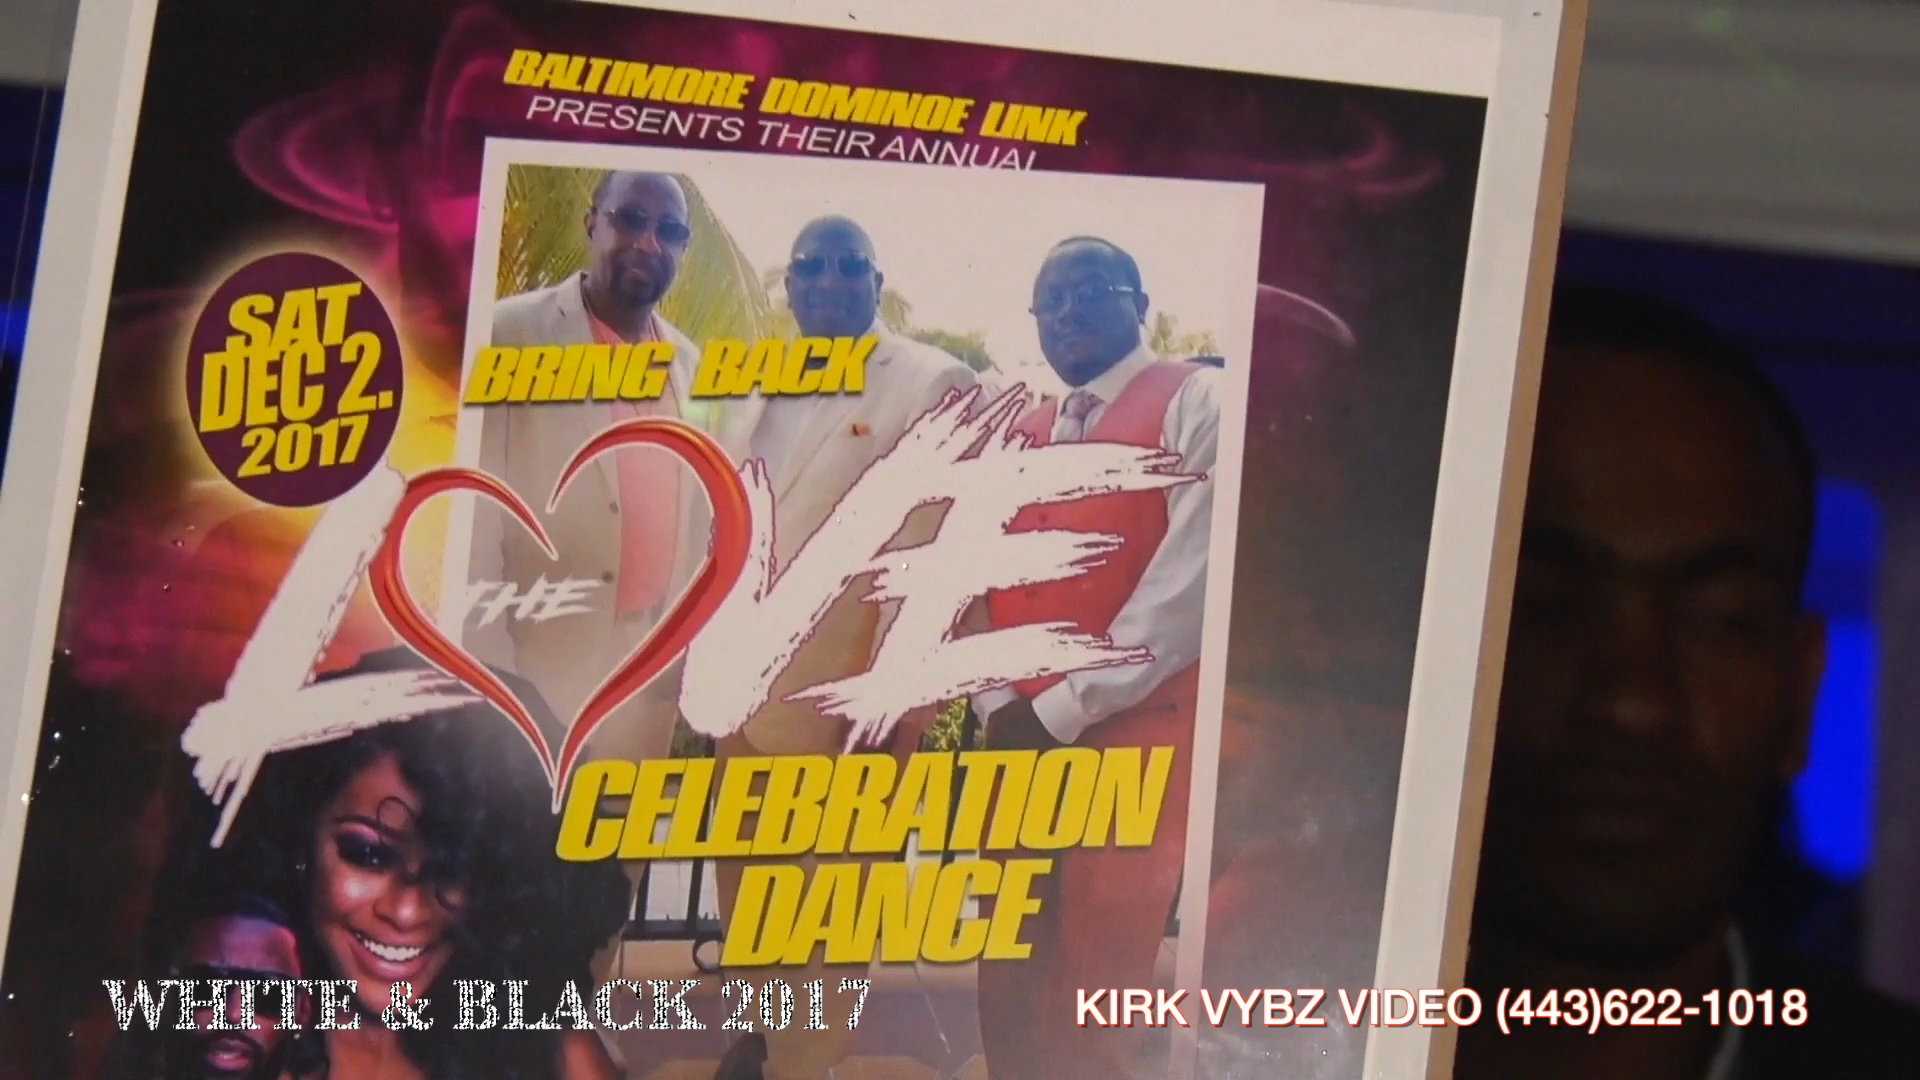 BALTIMORE DOMINOE LINK
PRESENTS THEIR ANNUAL
SAT
DEC 2.
2017
BRING BACK
THE
LOVE
CELEBRATION
DANCE
WHITE & BLACK 2017
KIRK VYBZ VIDEO (443)622-1018